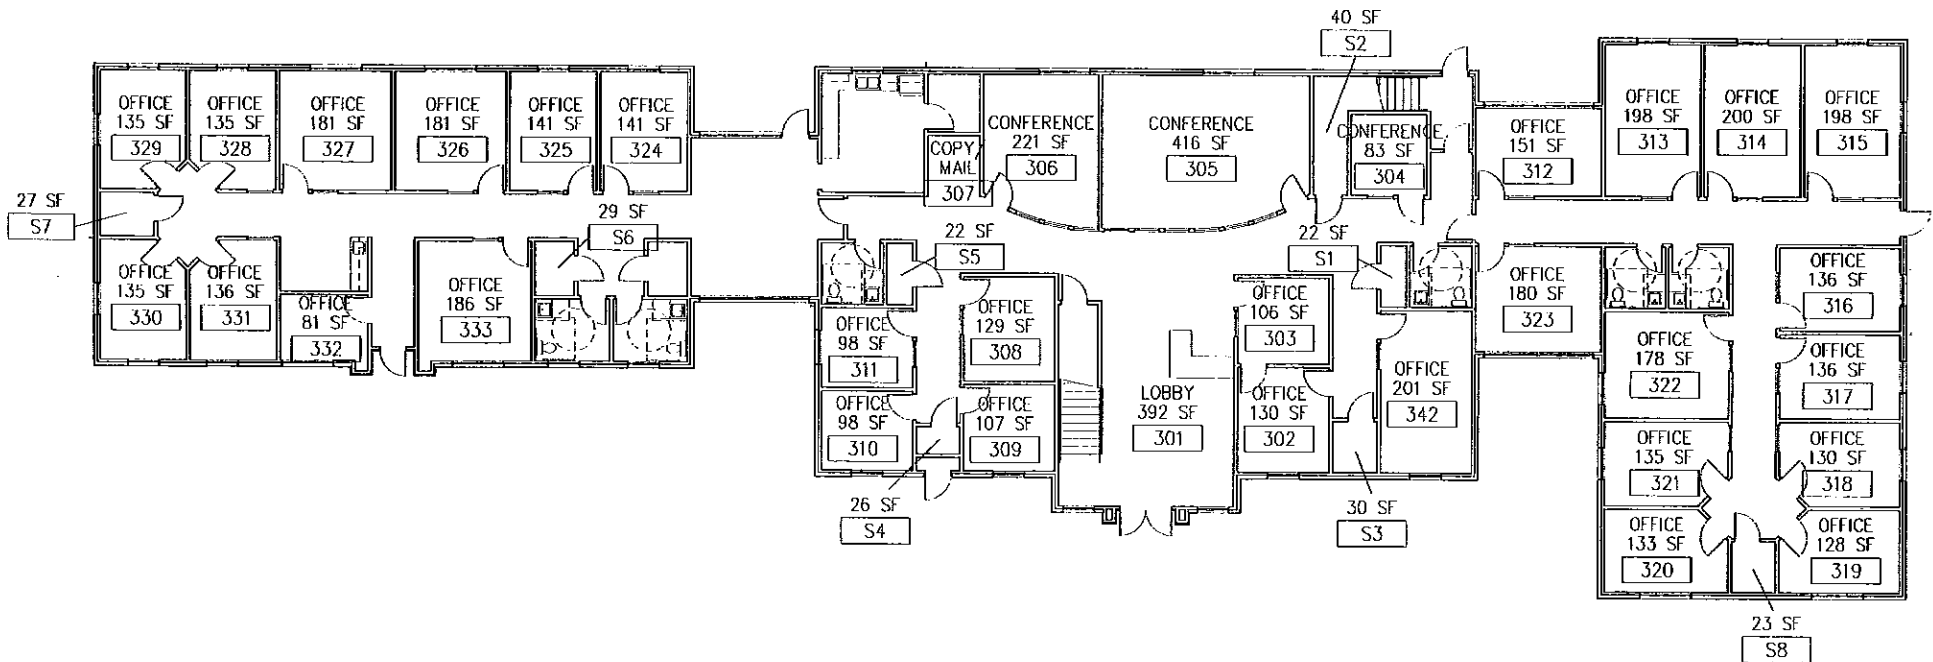 40 SF
S2
OFFICE
135 SF
329
OFFICE
135 SF
328
OFFICE
181 SF
327
OFFICE
181 SF
326
OFFICE
141 SF
325
OFFICE
141 SF
324
COPY
MAIL
307
CONFERENCE
221 SF
306
CONFERENCE
416 SF
305
CONFERENCE
83 SF
304
OFFICE
151 SF
312
OFFICE
198 SF
313
OFFICE
200 SF
314
OFFICE
198 SF
315
27 SF
S7
29 SF
S6
22 SF
S5
22 SF
S1
OFFICE
135 SF
330
OFFICE
136 SF
331
OFFICE
81 SF
332
OFFICE
186 SF
333
OFFICE
98 SF
311
OFFICE
129 SF
308
OFFICE
106 SF
303
OFFICE
180 SF
323
OFFICE
136 SF
316
OFFICE
98 SF
310
OFFICE
107 SF
309
LOBBY
392 SF
301
OFFICE
130 SF
302
OFFICE
201 SF
342
OFFICE
178 SF
322
OFFICE
136 SF
317
OFFICE
135 SF
321
OFFICE
130 SF
318
26 SF
S4
30 SF
S3
OFFICE
133 SF
320
OFFICE
128 SF
319
23 SF
S8